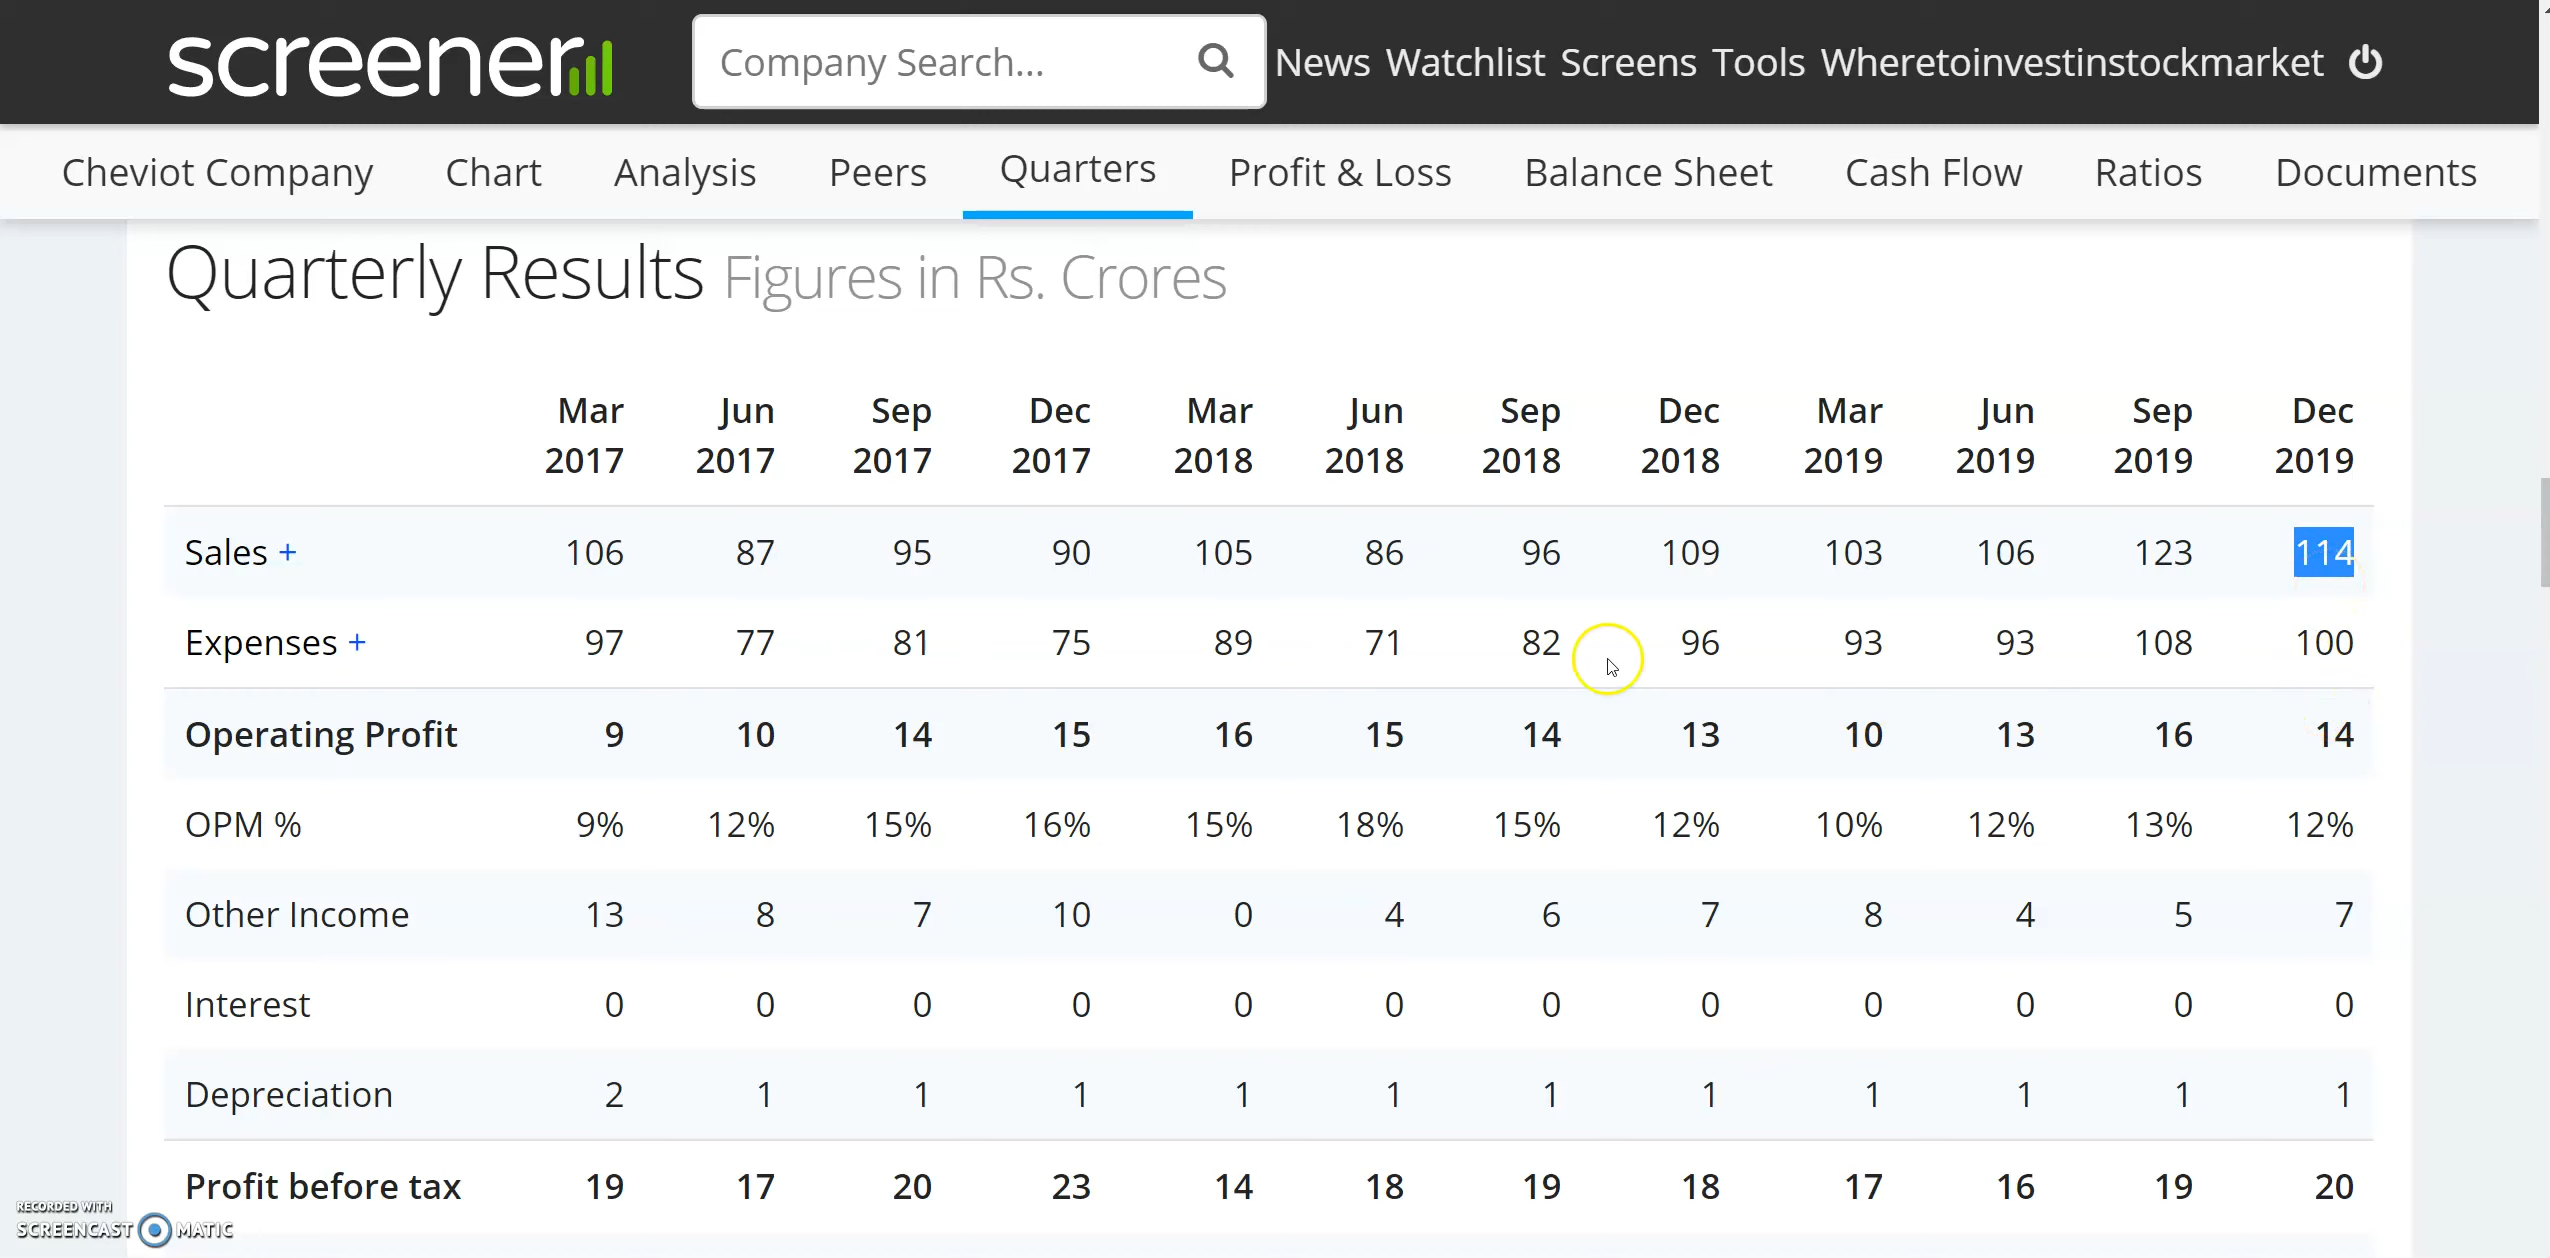 screener
Company Search...
News Watchlist Screens Tools Wheretoinvestinstockmarket
Cheviot Company Chart Analysis Peers Quarters Profit & Loss Balance Sheet Cash Flow Ratios Documents
Quarterly Results Figures in Rs. Crores
Mar 2017 Jun 2017 Sep 2017 Dec 2017 Mar 2018 Jun 2018 Sep 2018 Dec 2018 Mar 2019 Jun 2019 Sep 2019 Dec 2019
Sales + 106 87 95 90 105 86 96 109 103 106 123 114
Expenses + 97 77 81 75 89 71 82 96 93 93 108 100
Operating Profit 9 10 14 15 16 15 14 13 10 13 16 14
OPM % 9% 12% 15% 16% 15% 18% 15% 12% 10% 12% 13% 12%
Other Income 13 8 7 10 0 4 6 7 8 4 5 7
Interest 0 0 0 0 0 0 0 0 0 0 0 0
Depreciation 2 1 1 1 1 1 1 1 1 1 1 1
Profit before tax 19 17 20 23 14 18 19 18 17 16 19 20
RECORDED WITH
SCREENCAST MATIC